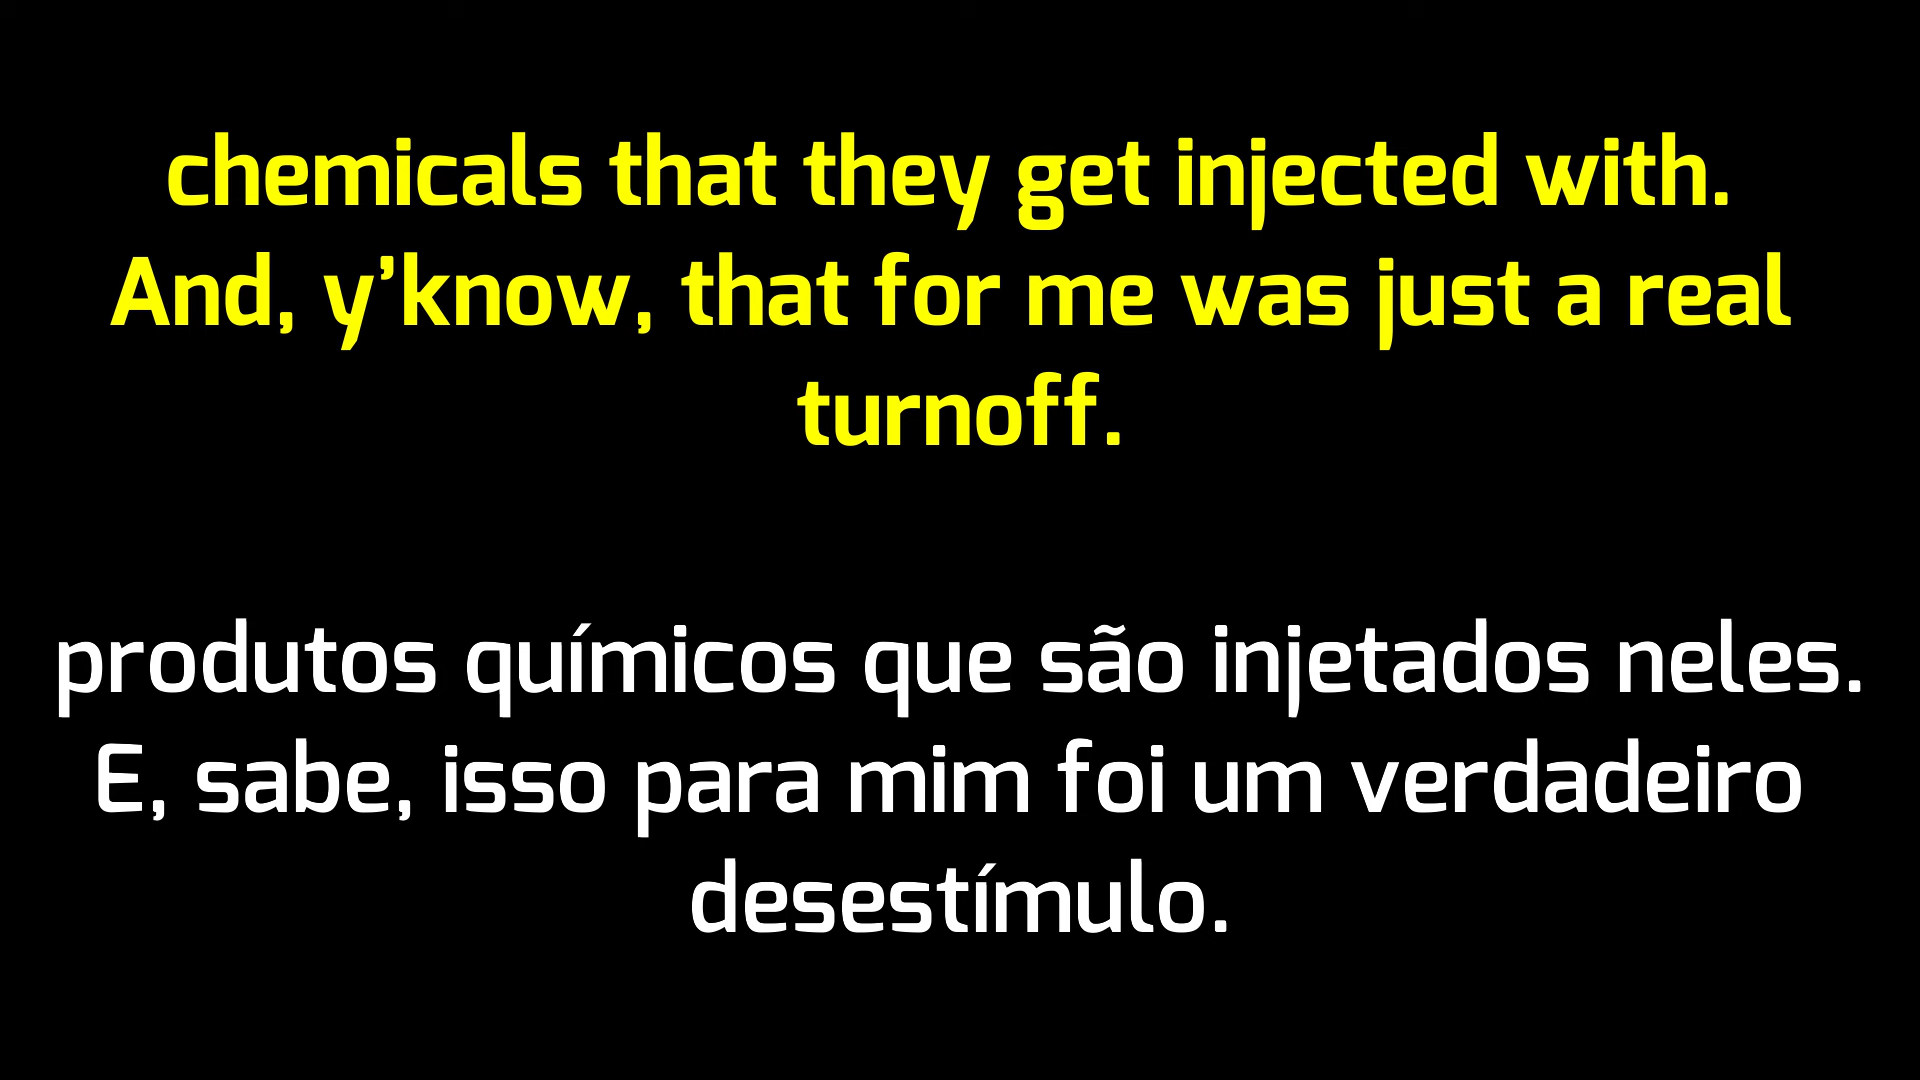 chemicals that they get injected with.
And, y’know, that for me was just a real
turnoff.
produtos químicos que são injetados neles.
E, sabe, isso para mim foi um verdadeiro
desestímulo.